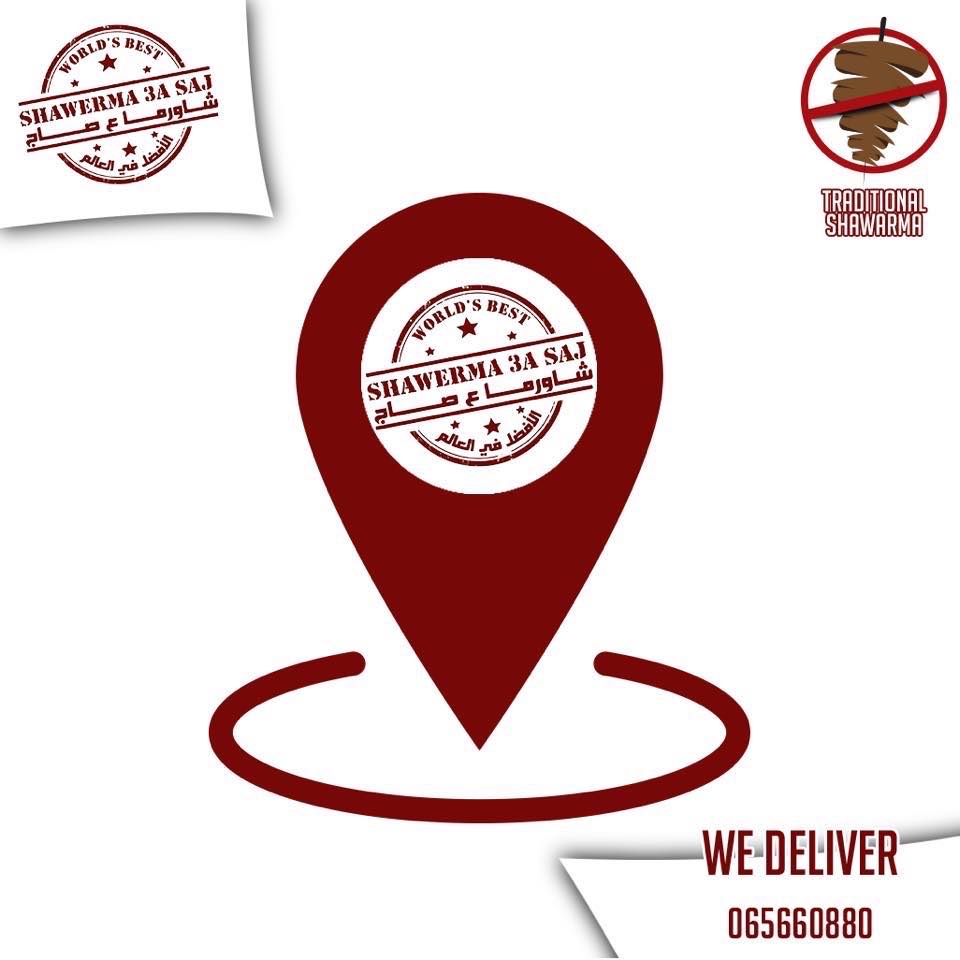 WORLD'S BEST
SHAWERMA 3A SAJ
شاورما ع صاج
الأفضل في العالم
TRADITIONAL
SHAWARMA
WORLD'S BEST
SHAWERMA 3A SAJ
شاورما ع صاج
الأفضل في العالم
WE DELIVER
065660880